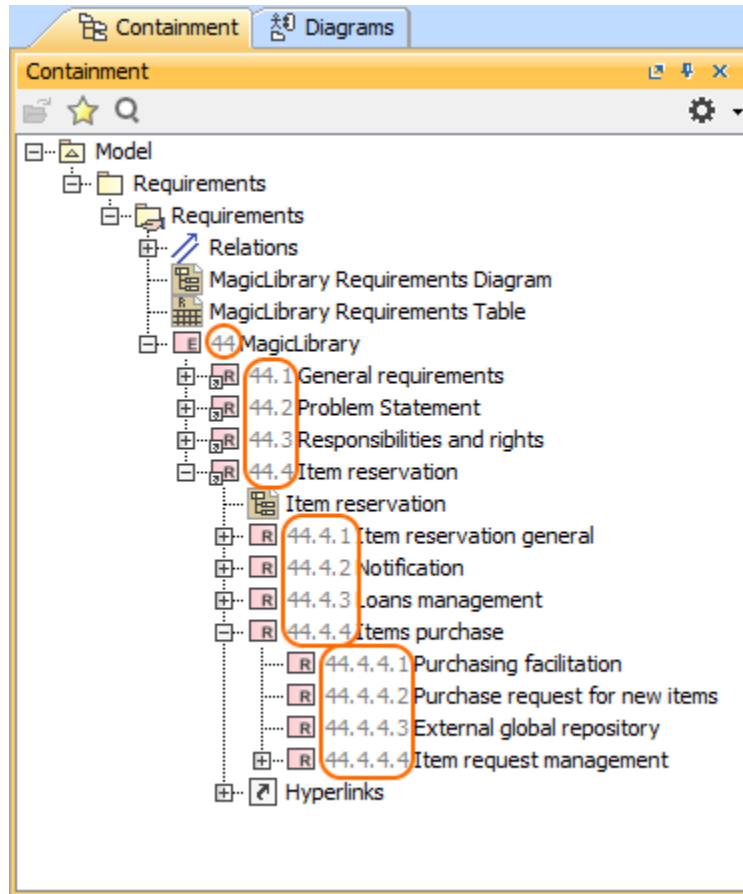 Containment Diagrams
Containment
Model
Requirements
Requirements
Relations
MagicLibrary Requirements Diagram
R MagicLibrary Requirements Table
E 44 MagicLibrary
R 44.1 General requirements
R 44.2 Problem Statement
R 44.3 Responsibilities and rights
R 44.4 Item reservation
Item reservation
R 44.4.1 Item reservation general
R 44.4.2 Notification
R 44.4.3 Loans management
R 44.4.4 Items purchase
R 44.4.4.1 Purchasing facilitation
R 44.4.4.2 Purchase request for new items
R 44.4.4.3 External global repository
R 44.4.4.4 Item request management
Hyperlinks